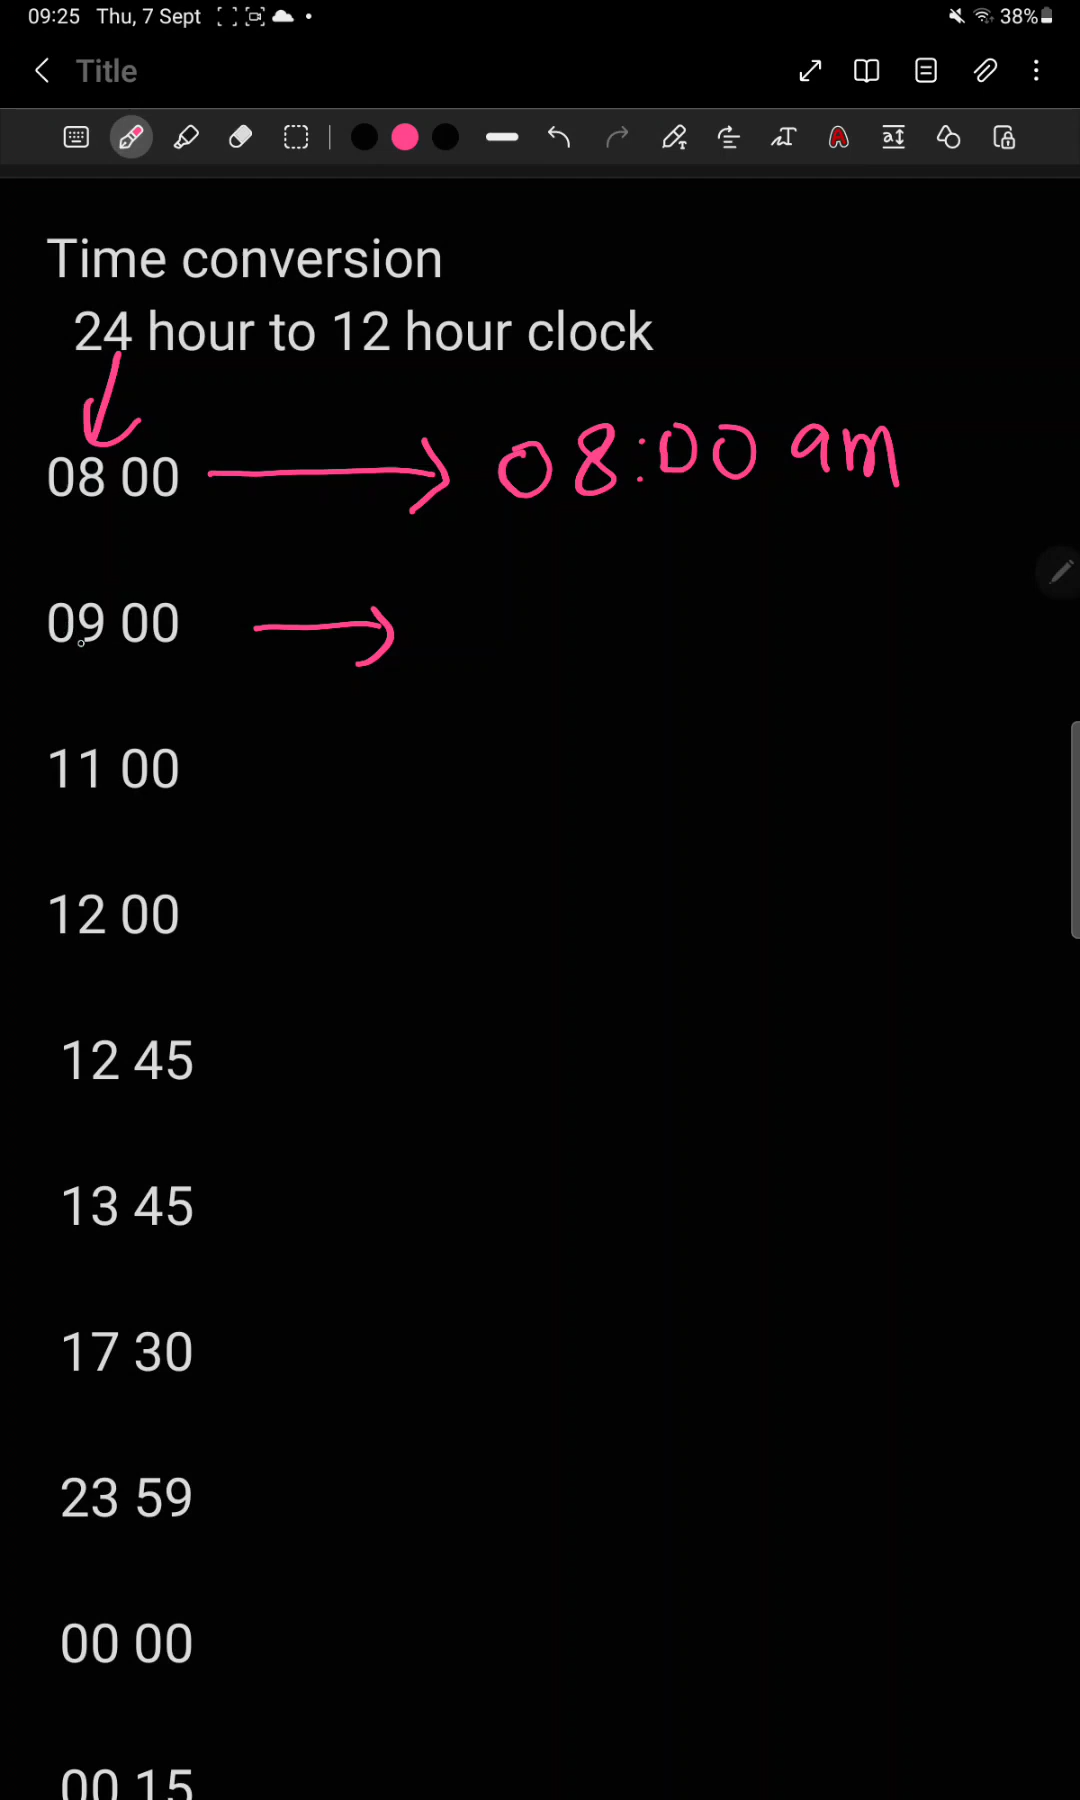 09:25 Thu, 7 Sept 38%
Title
Time conversion
24 hour to 12 hour clock
08 00 08:00 am
09 00
11 00
12 00
12 45
13 45
17 30
23 59
00 00
00 15